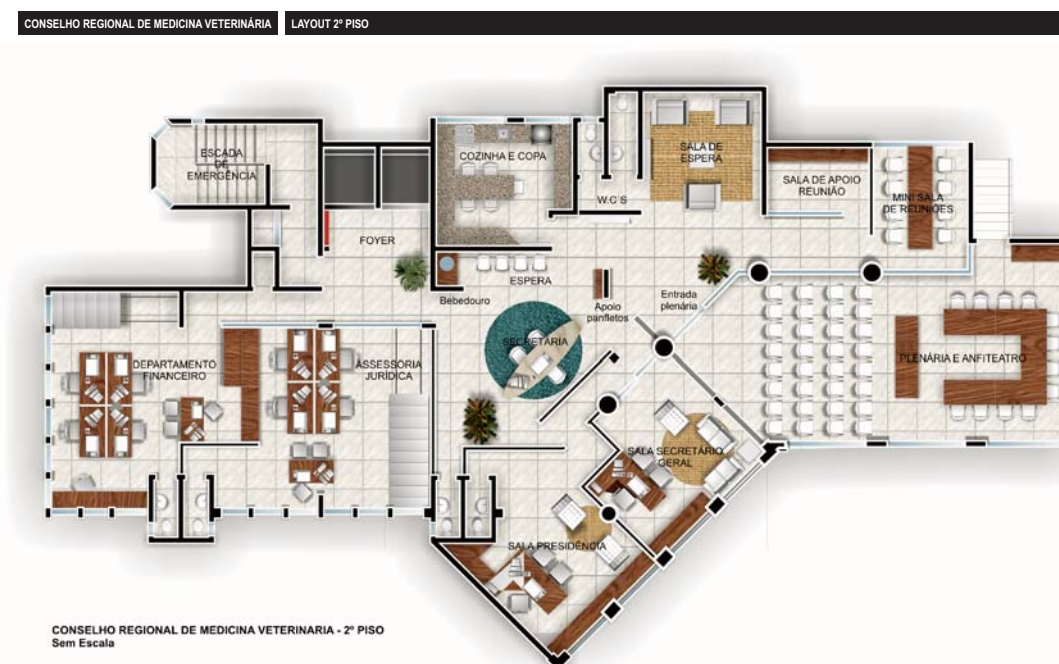 CONSELHO REGIONAL DE MEDICINA VETERINÁRIA
LAYOUT 2º PISO
ESCADA
DE
EMERGÊNCIA
FOYER
COZINHA E COPA
W.C´S
SALA DE
ESPERA
SALA DE APOIO
REUNIÃO
MINI SALA
DE REUNIÕES
ESPERA
Bebedouro
Apoio
panfletos
Entrada
plenária
SECRETÁRIA
DEPARTAMENTO
FINANCEIRO
ASSESSORIA
JURÍDICA
PLENÁRIA E ANFITEATRO
SALA SECRETÁRIO
GERAL
SALA PRESIDÊNCIA
CONSELHO REGIONAL DE MEDICINA VETERINARIA - 2º PISO
Sem Escala